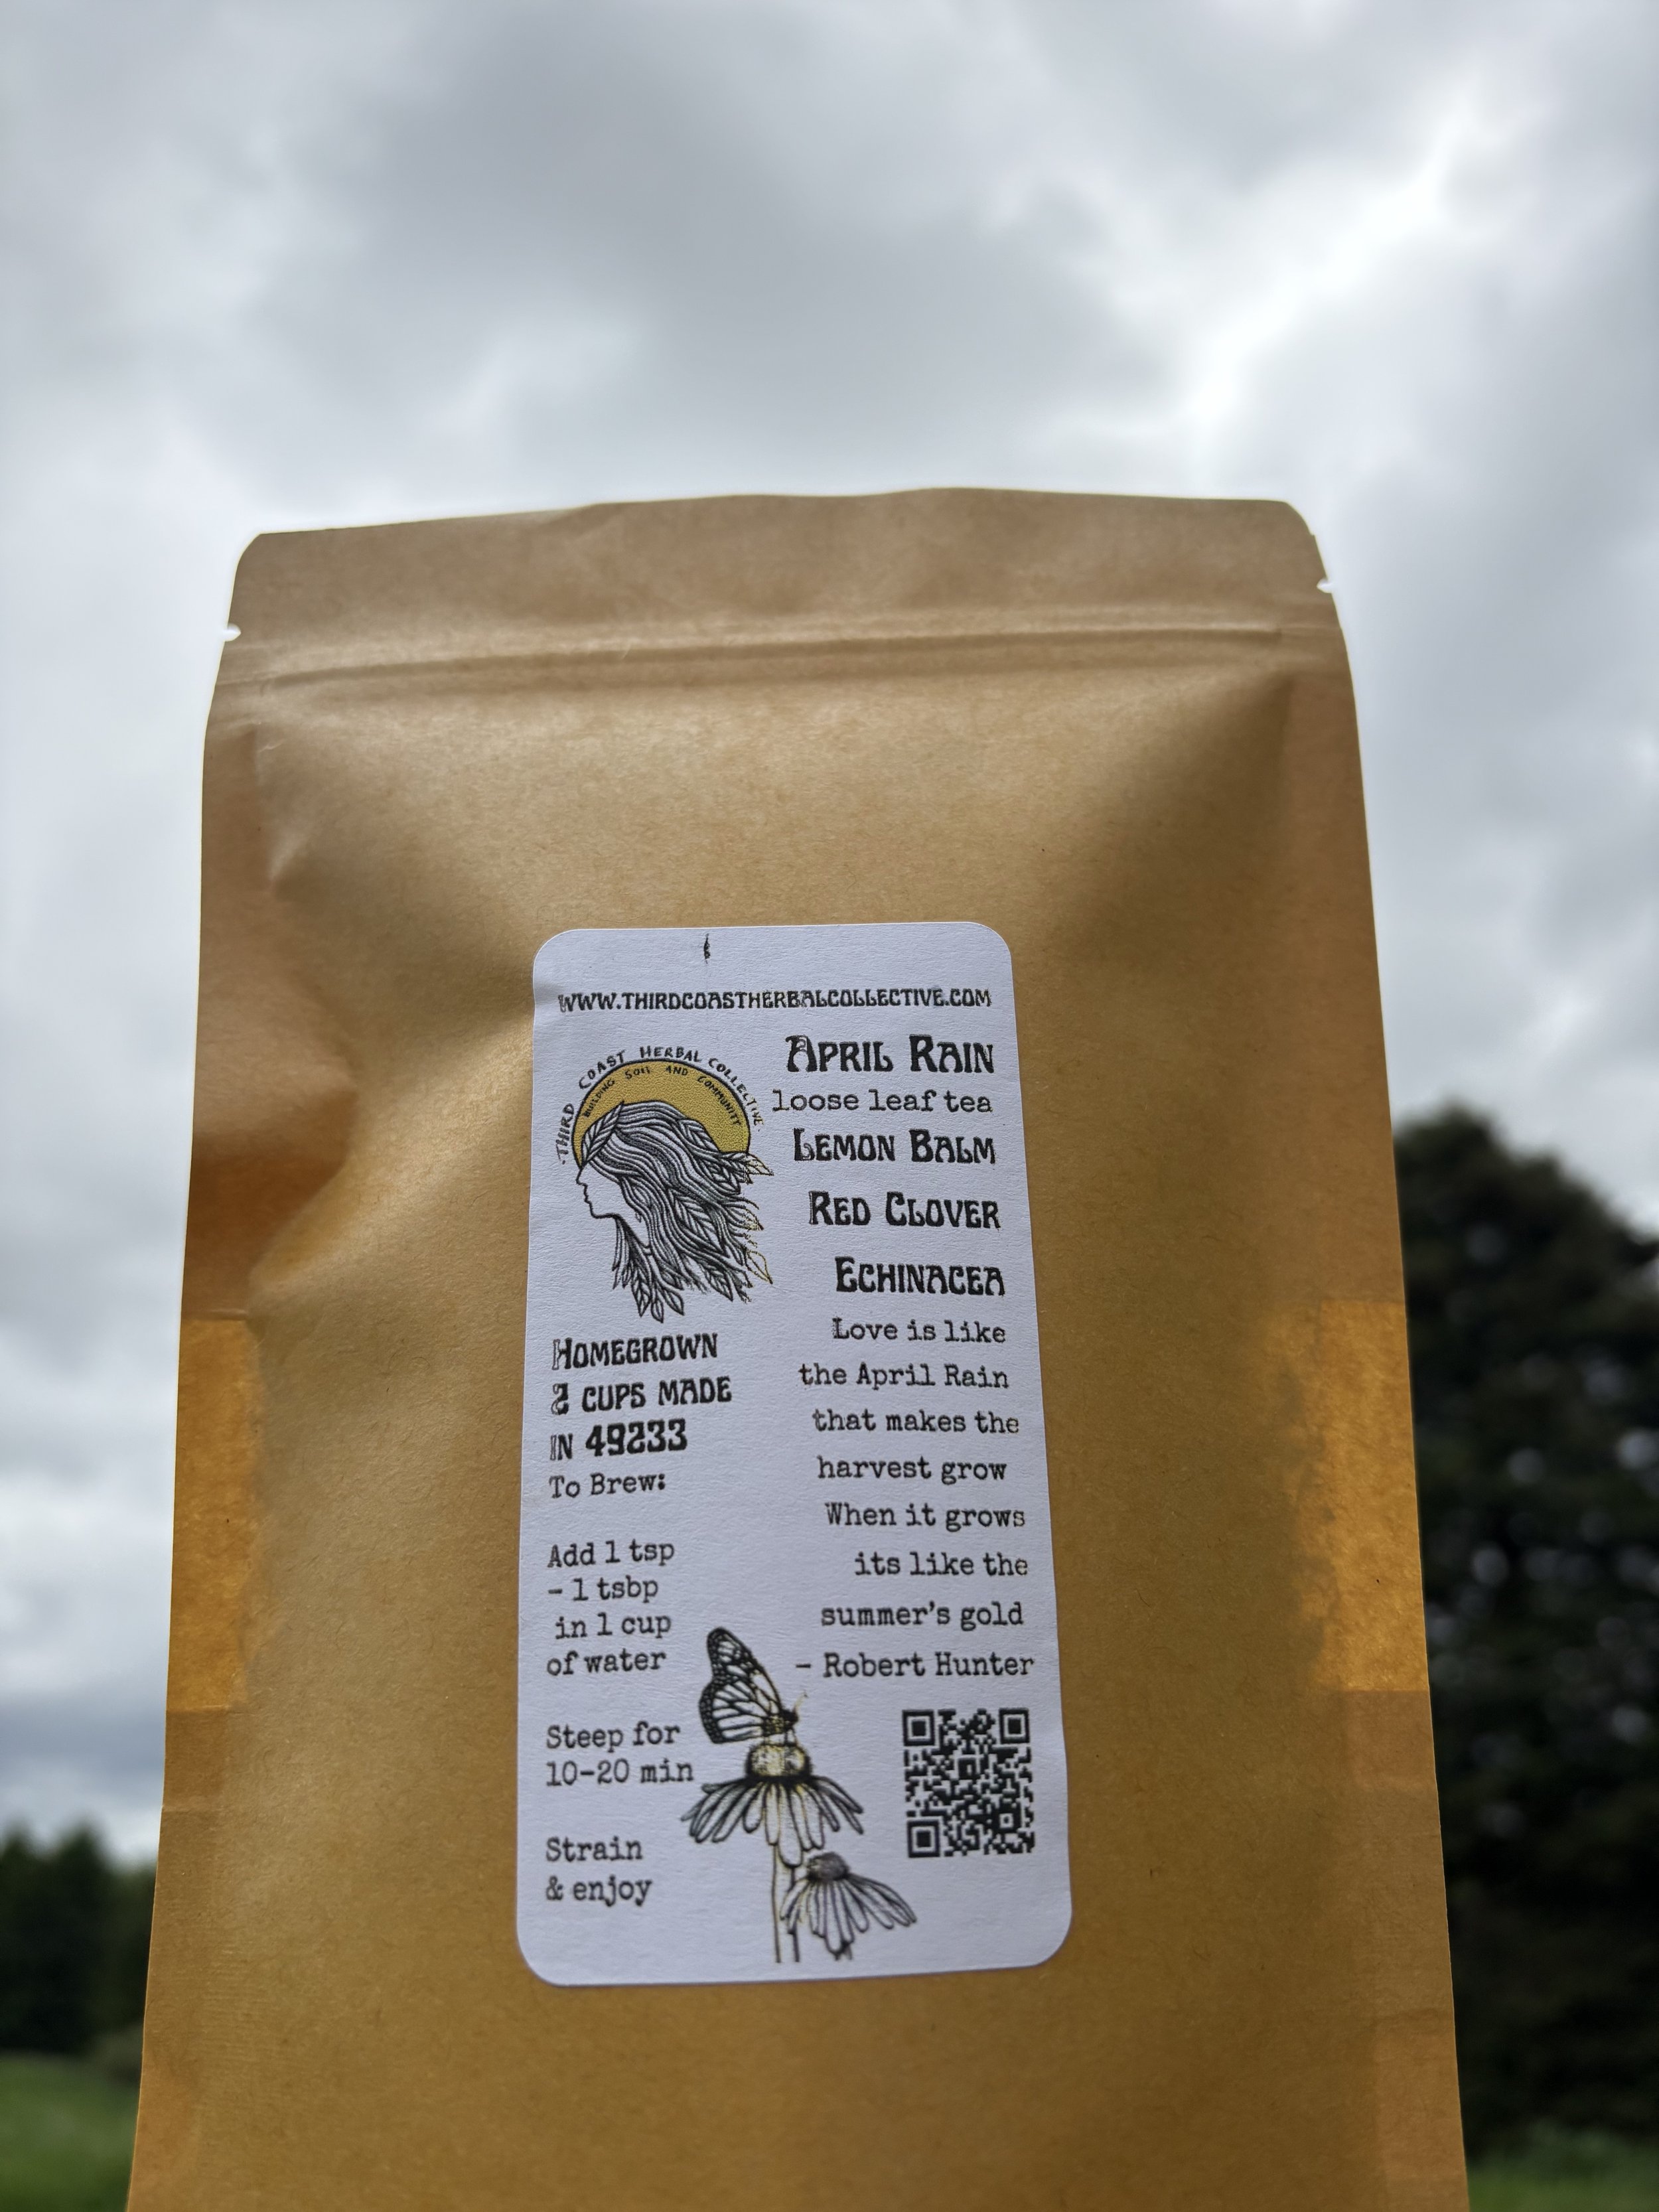 WWW.THIRDCOASTHERBALCOLLECTIVE.COM
·THIRD COAST HERBAL COLLECTIVE·
BUILDING SOIL AND COMMUNITY
APRIL RAIN
loose leaf tea
LEMON BALM
RED CLOVER
ECHINACEA
Love is like
the April Rain
that makes the
harvest grow
When it grows
its like the
summer's gold
- Robert Hunter
HOMEGROWN
2 CUPS MADE
IN 49233
To Brew:
Add 1 tsp
- 1 tsbp
in 1 cup
of water
Steep for
10-20 min
Strain
& enjoy